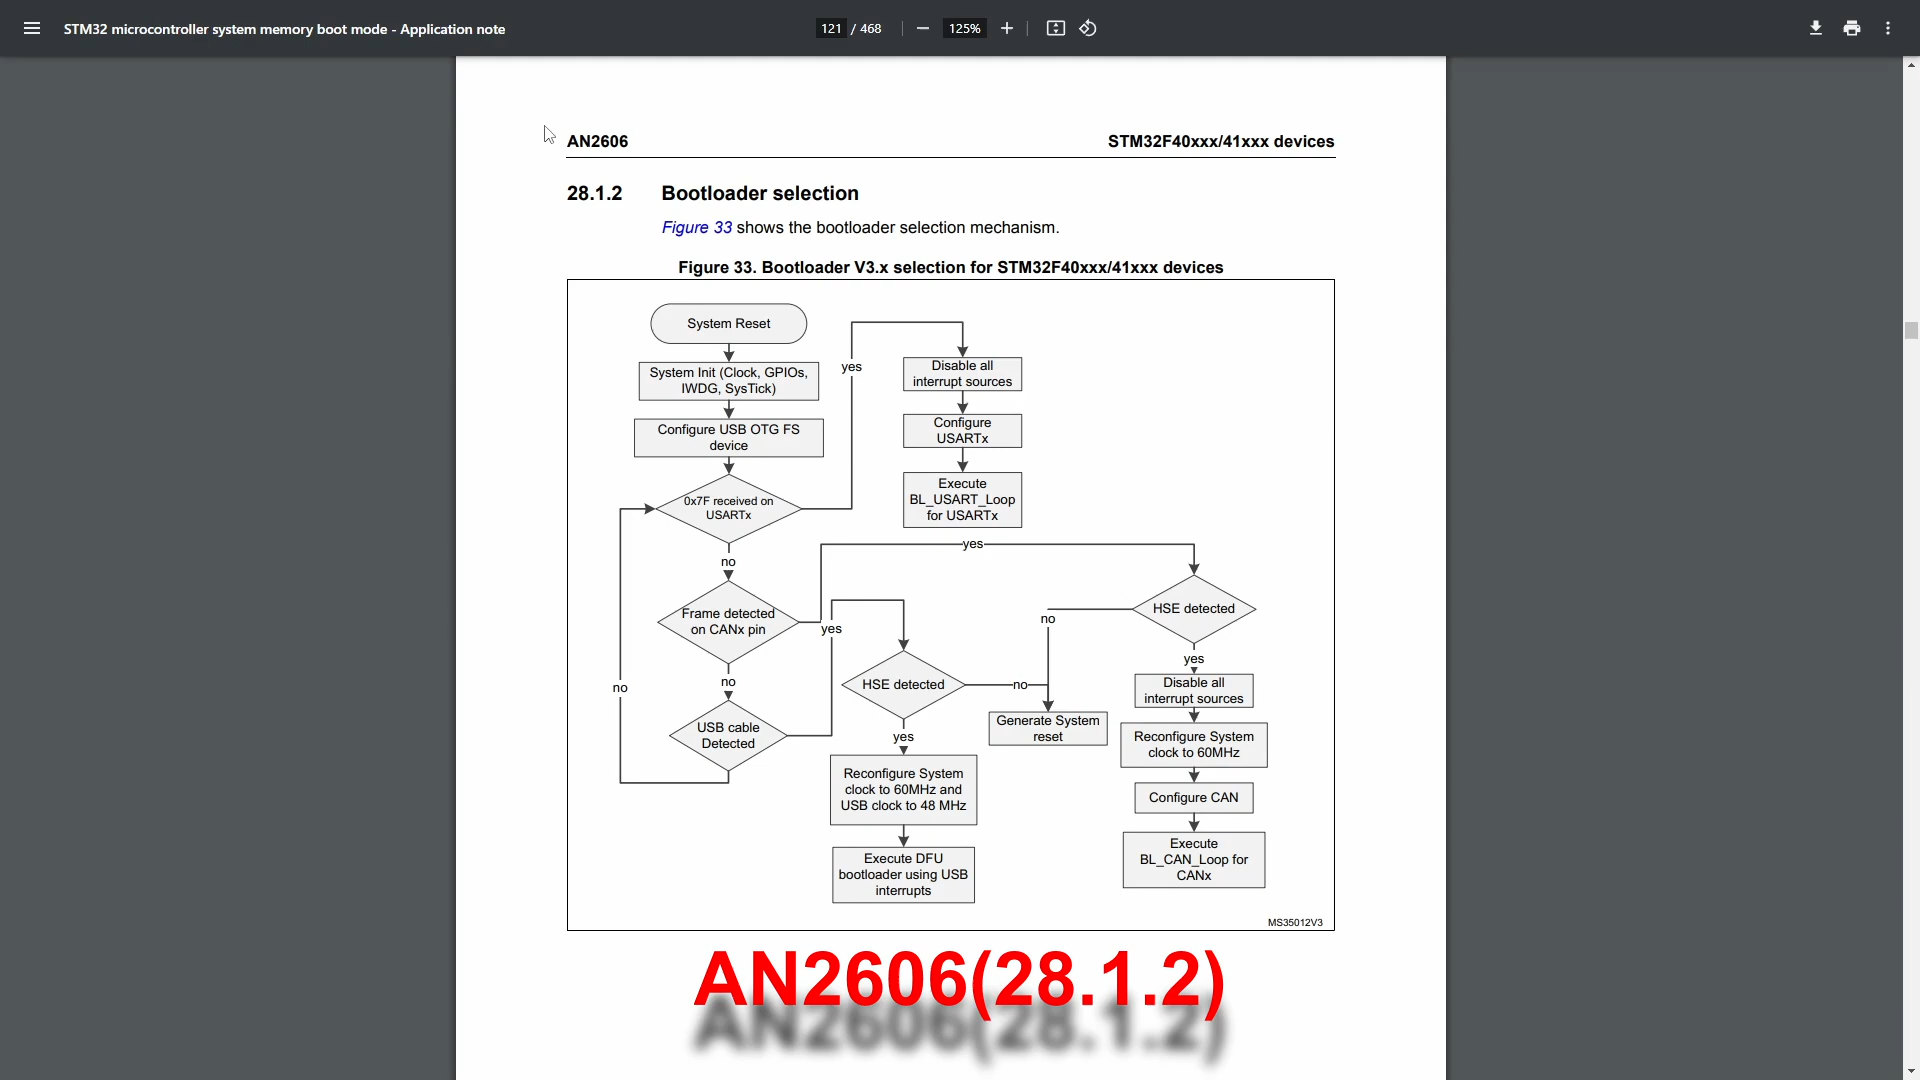 STM32 microcontroller system memory boot mode - Application note
121 / 468
125%
AN2606
STM32F40xxx/41xxx devices
28.1.2 Bootloader selection
Figure 33 shows the bootloader selection mechanism.
Figure 33. Bootloader V3.x selection for STM32F40xxx/41xxx devices
System Reset
System Init (Clock, GPIOs,
IWDG, SysTick)
Configure USB OTG FS
device
0x7F received on
USARTx
yes
Disable all
interrupt sources
Configure
USARTx
Execute
BL_USART_Loop
for USARTx
no
Frame detected
on CANx pin
yes
HSE detected
no
yes
Disable all
interrupt sources
Reconfigure System
clock to 60MHz
Configure CAN
Execute
BL_CAN_Loop for
CANx
no
USB cable
Detected
no
yes
HSE detected
no
Generate System
reset
yes
Reconfigure System
clock to 60MHz and
USB clock to 48 MHz
Execute DFU
bootloader using USB
interrupts
MS35012V3
AN2606(28.1.2)
AN2606(28.1.2)